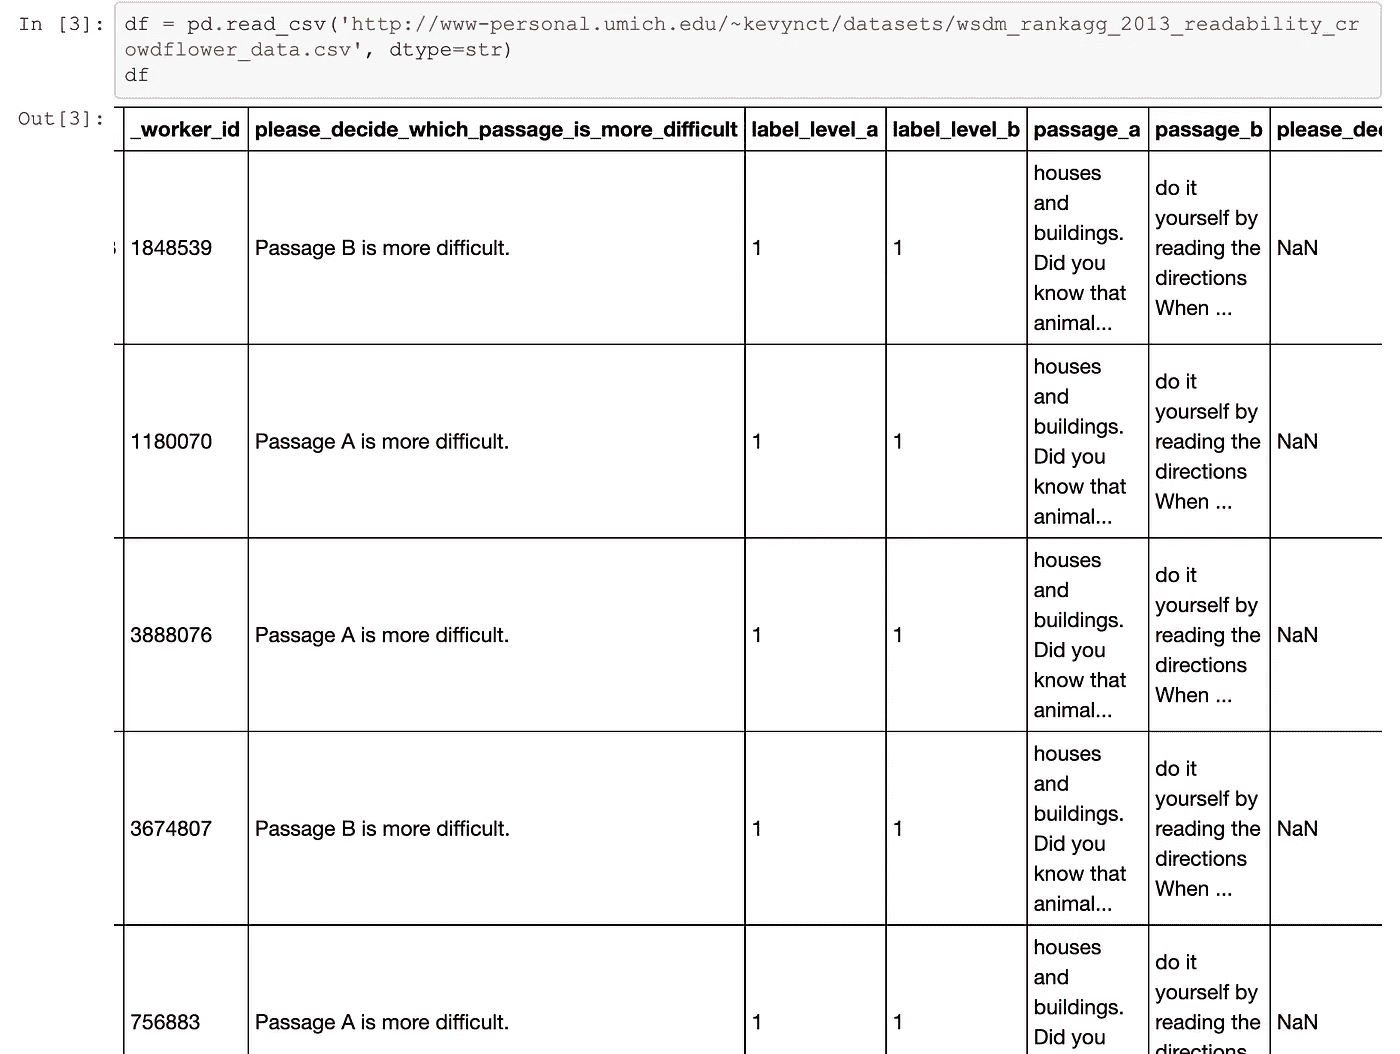 In [3]: df = pd.read_csv('http://www-personal.umich.edu/~kevynct/datasets/wsdm_rankagg_2013_readability_cr
owdflower_data.csv', dtype=str)
df
Out[3]:
_worker_id please_decide_which_passage_is_more_difficult label_level_a label_level_b passage_a passage_b please_dec
houses
and
buildings.
Did you
know that
animal...
do it
yourself by
reading the
directions
When ...
1848539 Passage B is more difficult. 1 1 NaN
houses
and
buildings.
Did you
know that
animal...
do it
yourself by
reading the
directions
When ...
1180070 Passage A is more difficult. 1 1 NaN
houses
and
buildings.
Did you
know that
animal...
do it
yourself by
reading the
directions
When ...
3888076 Passage A is more difficult. 1 1 NaN
houses
and
buildings.
Did you
know that
animal...
do it
yourself by
reading the
directions
When ...
3674807 Passage B is more difficult. 1 1 NaN
houses
and
buildings.
Did you
do it
yourself by
reading the
directions
756883 Passage A is more difficult. 1 1 NaN